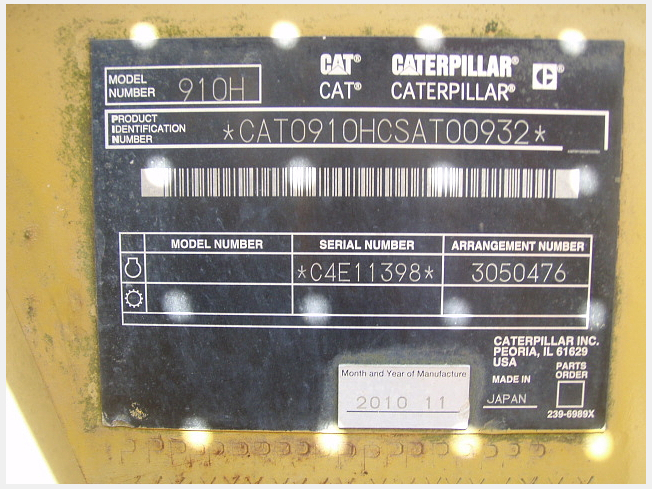 CAT® CATERPILLAR® C
MODEL NUMBER 910H
CAT® CATERPILLAR®
PRODUCT IDENTIFICATION NUMBER *CAT0910HCSAT00932*
MODEL NUMBER SERIAL NUMBER ARRANGEMENT NUMBER
*C4E11398* 3050476
CATERPILLAR INC.
PEORIA, IL 61629
USA
MADE IN JAPAN
PARTS ORDER
239-6989X
Month and Year of Manufacture
2010 11